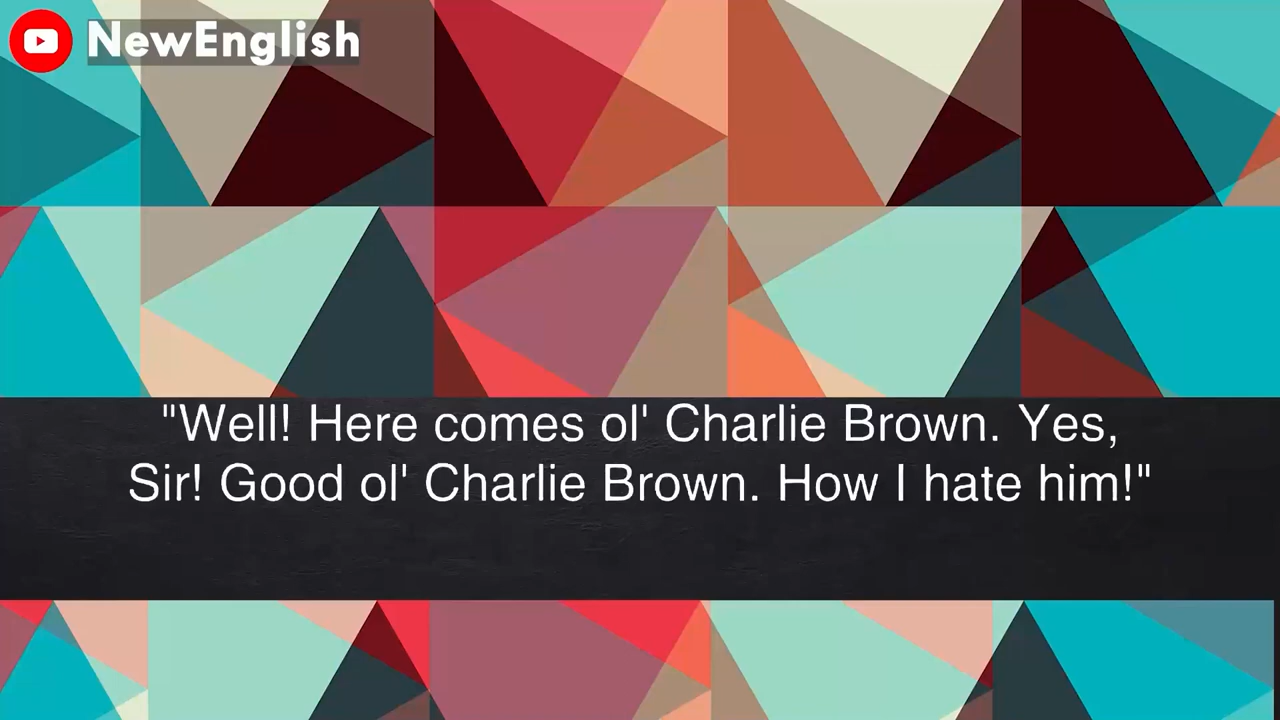 NewEnglish
"Well! Here comes ol' Charlie Brown. Yes,
Sir! Good ol' Charlie Brown. How I hate him!"